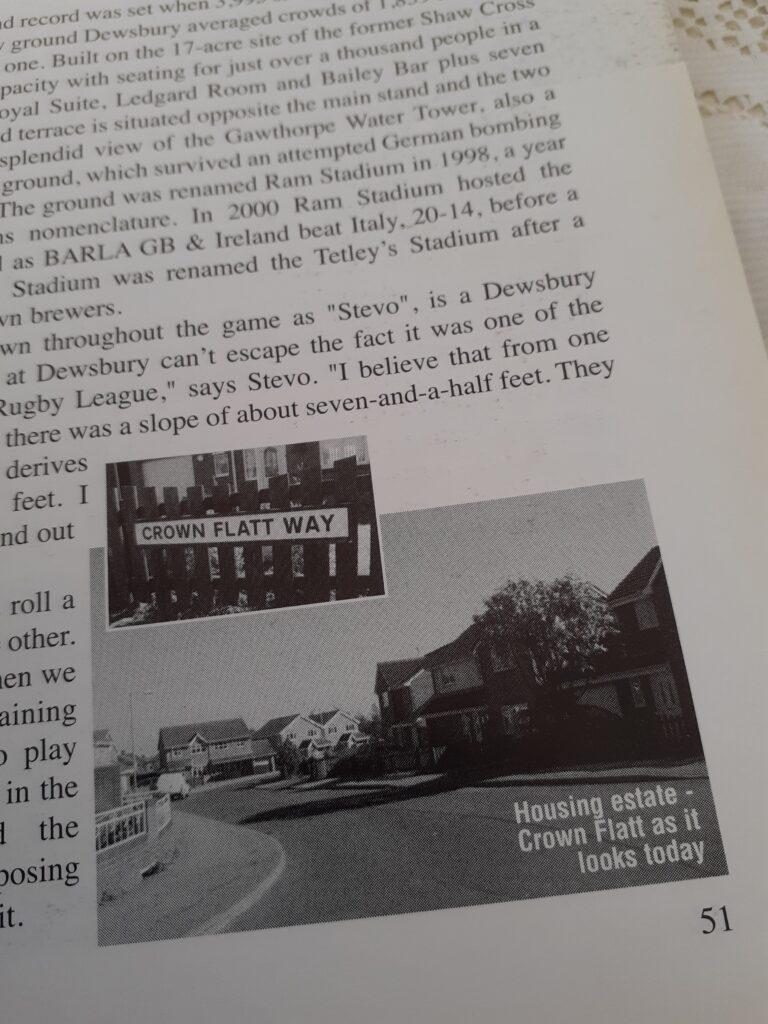 nd record was set when 3,995
y ground Dewsbury averaged crowds of 1,859
one. Built on the 17-acre site of the former Shaw Cross
pacity with seating for just over a thousand people in a
oyal Suite, Ledgard Room and Bailey Bar plus seven
d terrace is situated opposite the main stand and the two
splendid view of the Gawthorpe Water Tower, also a
ground, which survived an attempted German bombing
The ground was renamed Ram Stadium in 1998, a year
ns nomenclature. In 2000 Ram Stadium hosted the
l as BARLA GB & Ireland beat Italy, 20-14, before a
Stadium was renamed the Tetley's Stadium after a
wn brewers.
wn throughout the game as "Stevo", is a Dewsbury
at Dewsbury can't escape the fact it was one of the
Rugby League," says Stevo. "I believe that from one
there was a slope of about seven-and-a-half feet. They
derives
feet. I
nd out
roll a
other.
hen we
aining
o play
in the
d the
posing
it.
CROWN FLATT WAY
Housing estate -
Crown Flatt as it
looks today
51